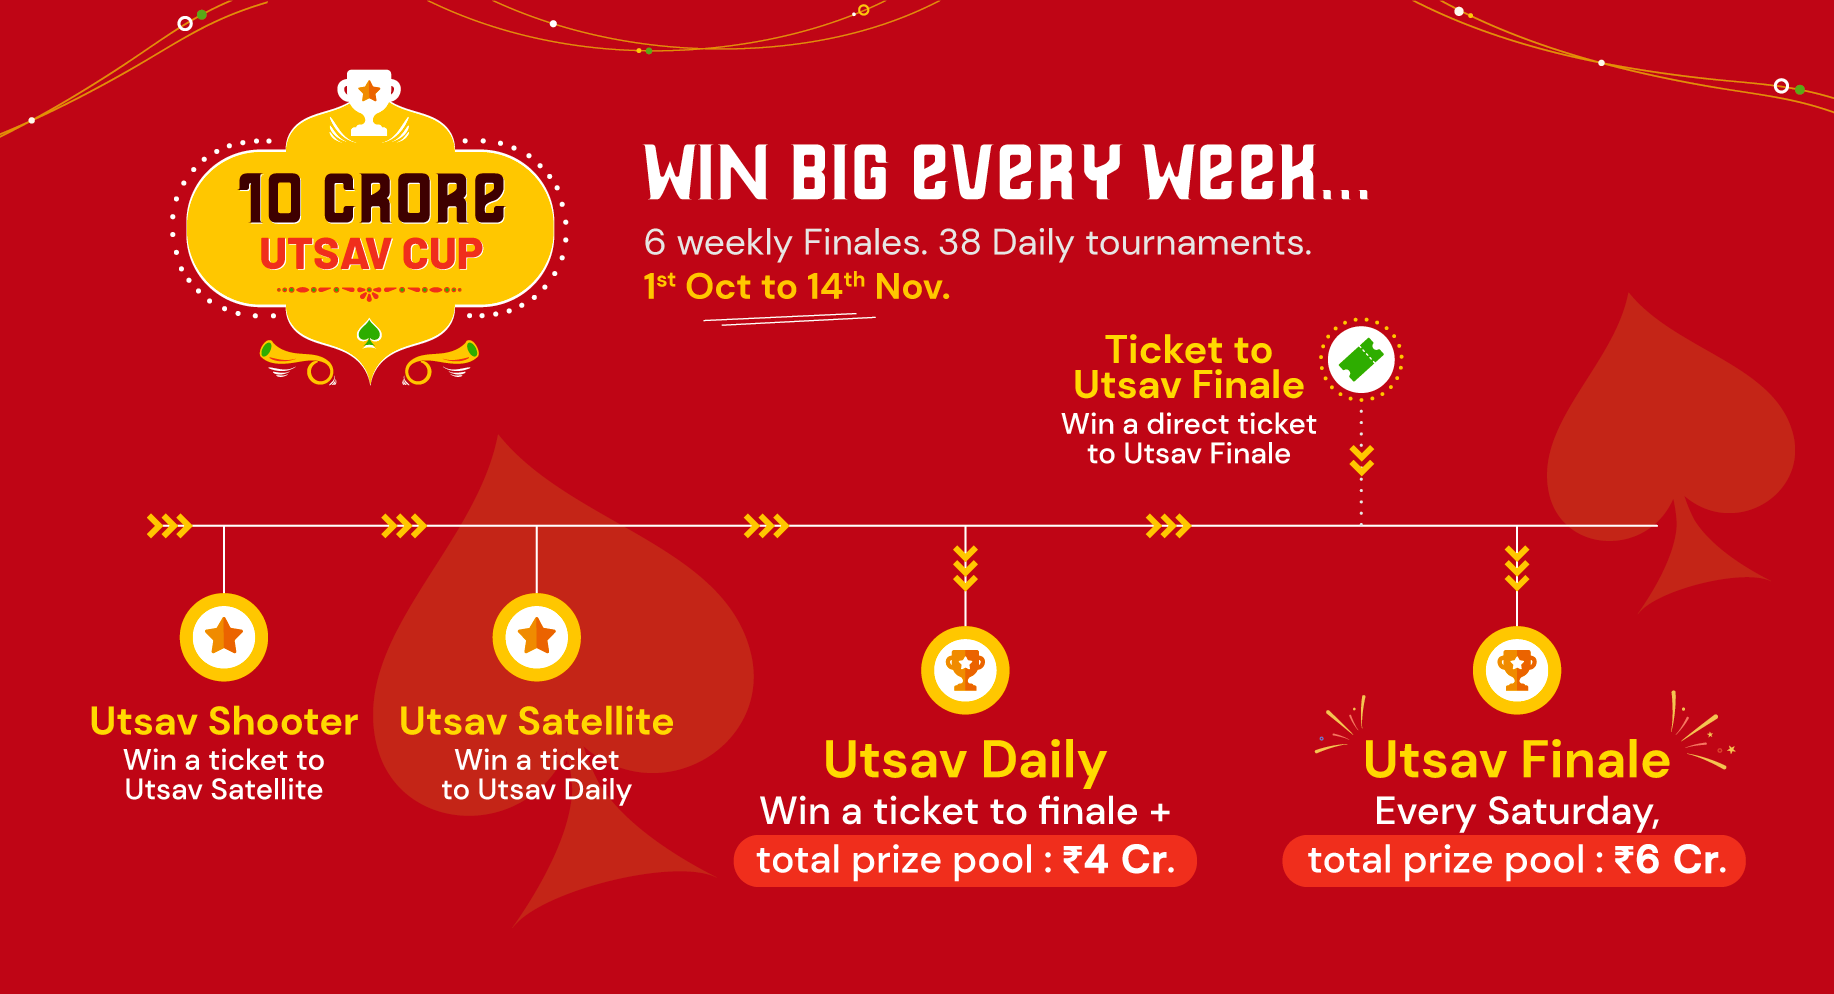 10 CRORE
UTSAV CUP
WIN BIG EVERY WEEK...
6 weekly Finales. 38 Daily tournaments.
1st Oct to 14th Nov.
Ticket to
Utsav Finale
Win a direct ticket
to Utsav Finale
Utsav Shooter
Win a ticket to
Utsav Satellite
Utsav Satellite
Win a ticket
to Utsav Daily
Utsav Daily
Win a ticket to finale +
total prize pool : ₹4 Cr.
Utsav Finale
Every Saturday,
total prize pool : ₹6 Cr.